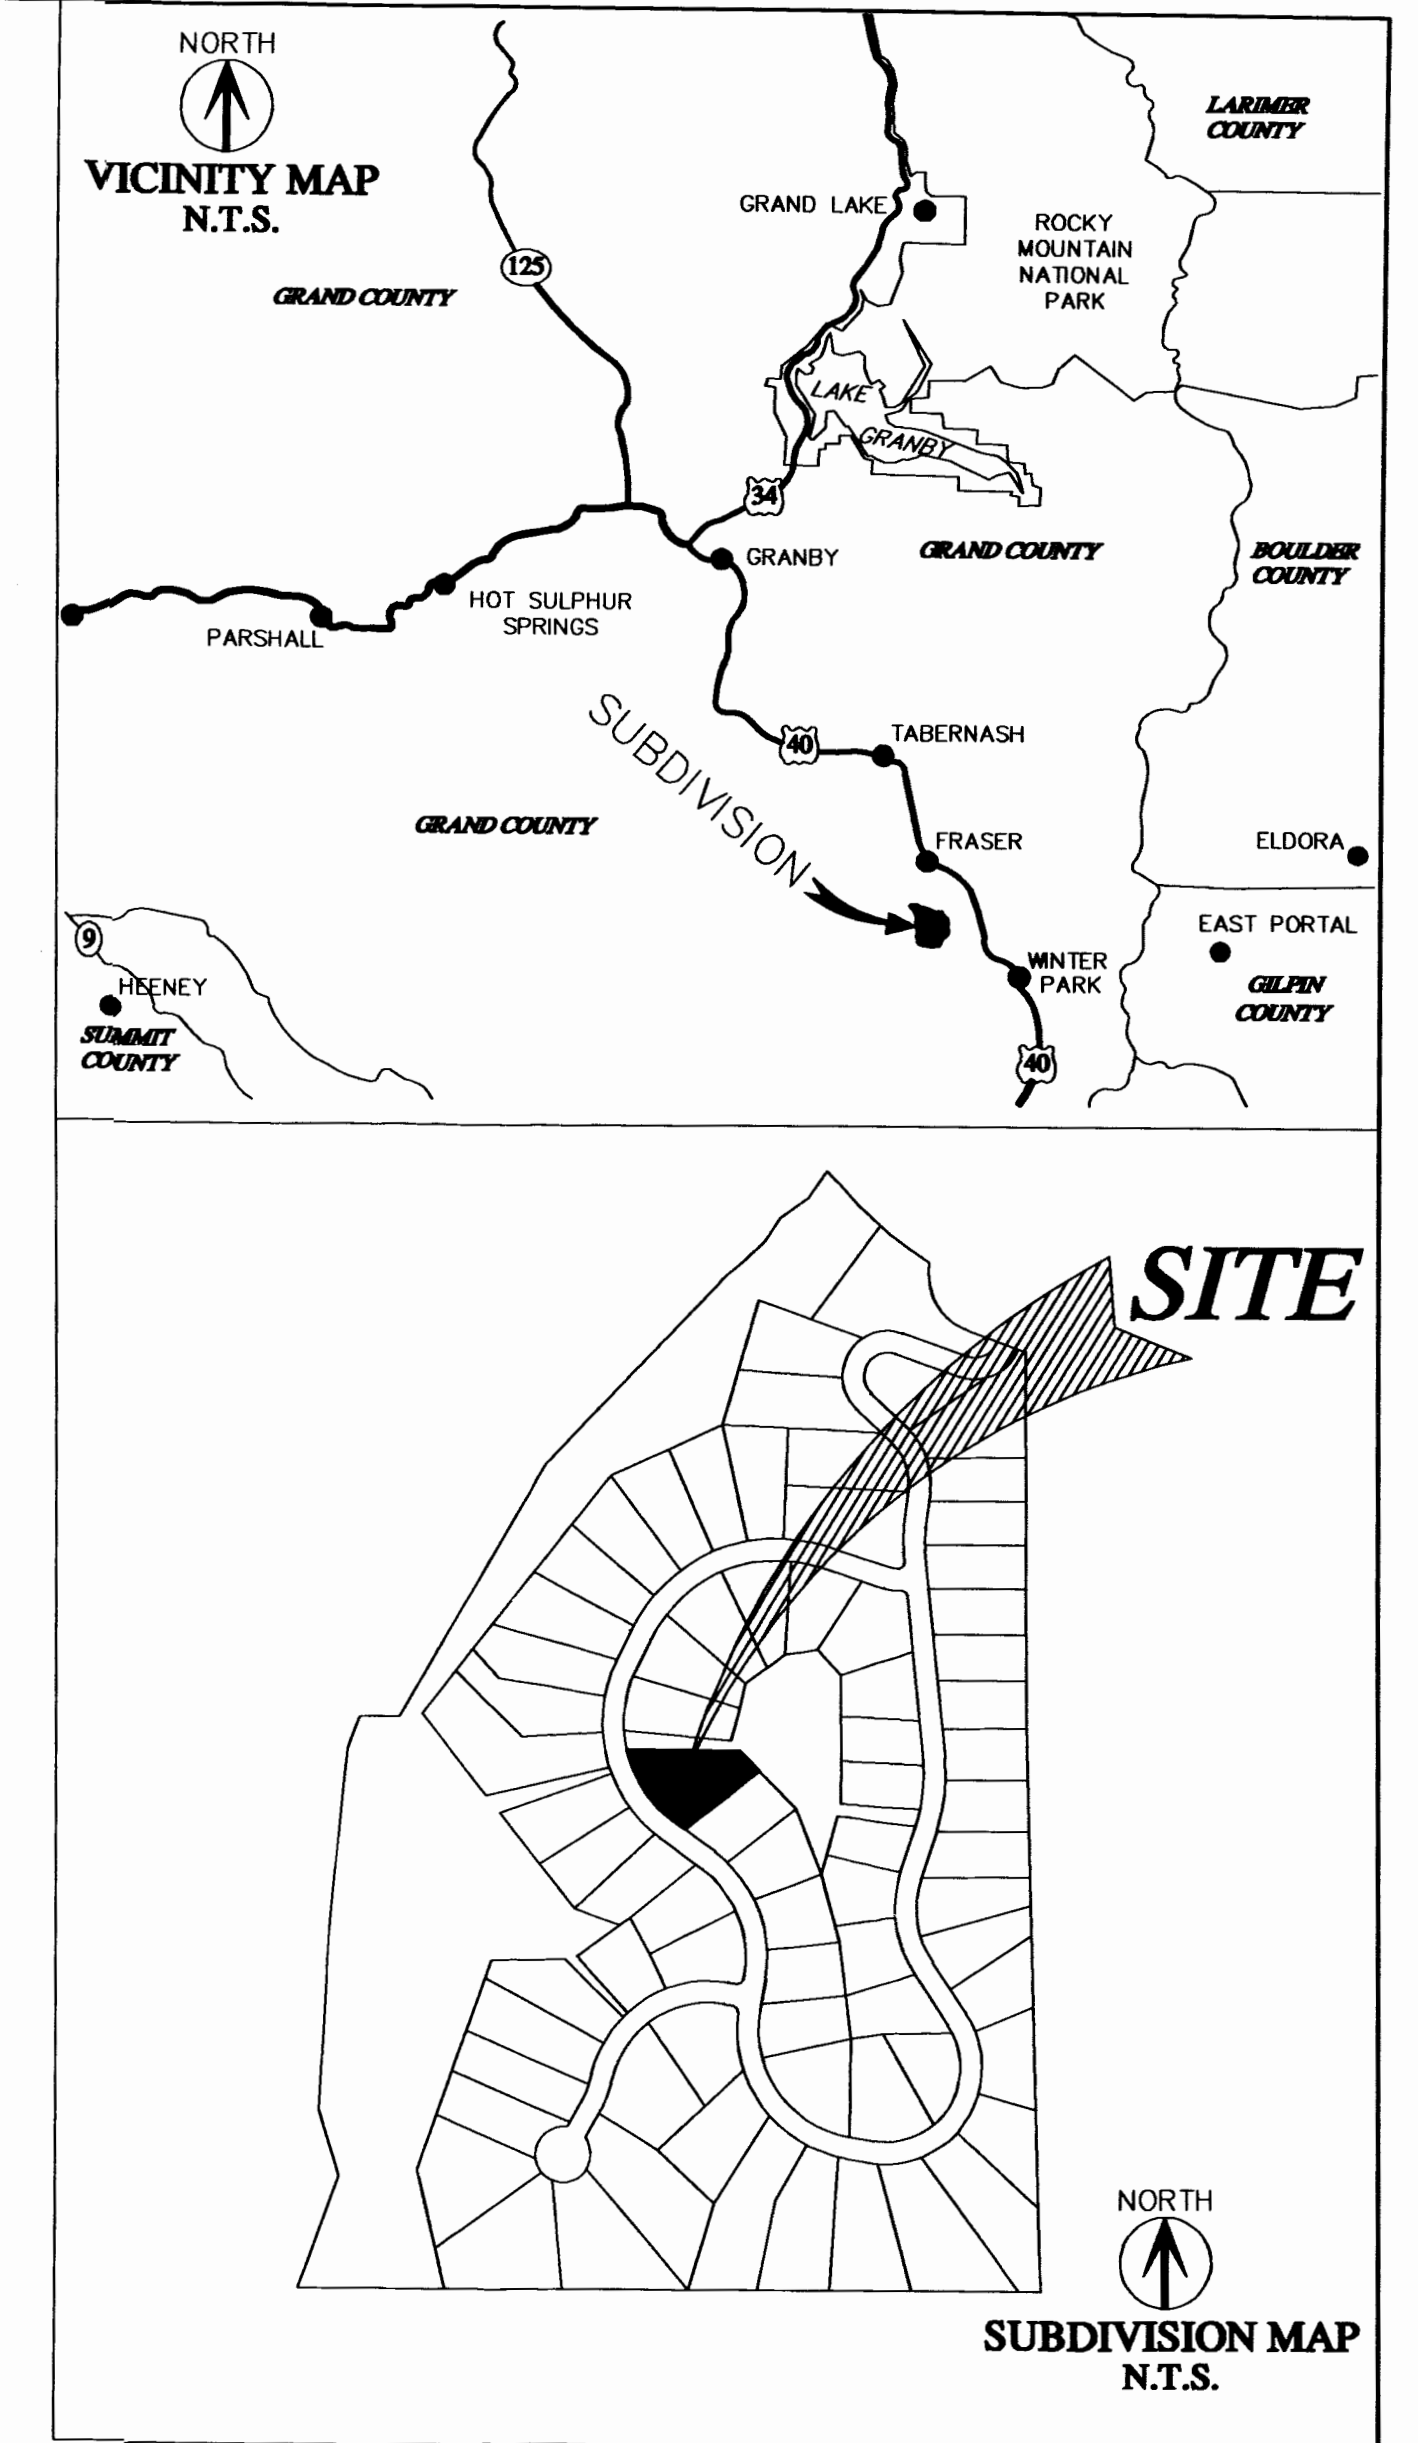 NORTH
VICINITY MAP
N.T.S.
LARIMER
COUNTY
GRAND LAKE
ROCKY
MOUNTAIN
NATIONAL
PARK
125
GRAND COUNTY
LAKE
GRANBY
34
GRANBY
GRAND COUNTY
BOULDER
COUNTY
HOT SULPHUR
SPRINGS
PARSHALL
SUBDIVISION
40
TABERNASH
GRAND COUNTY
FRASER
ELDORA
EAST PORTAL
9
HEENEY
WINTER
PARK
GILPIN
COUNTY
SUMMIT
COUNTY
40
SITE
NORTH
SUBDIVISION MAP
N.T.S.